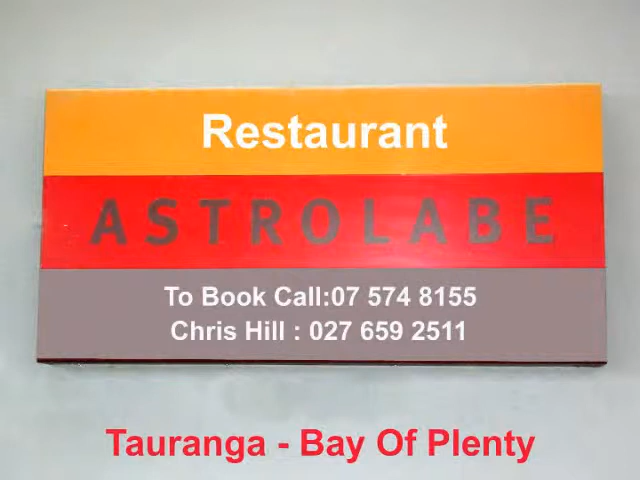 Restaurant
ASTROLABE
To Book Call:07 574 8155
Chris Hill : 027 659 2511
Tauranga - Bay Of Plenty